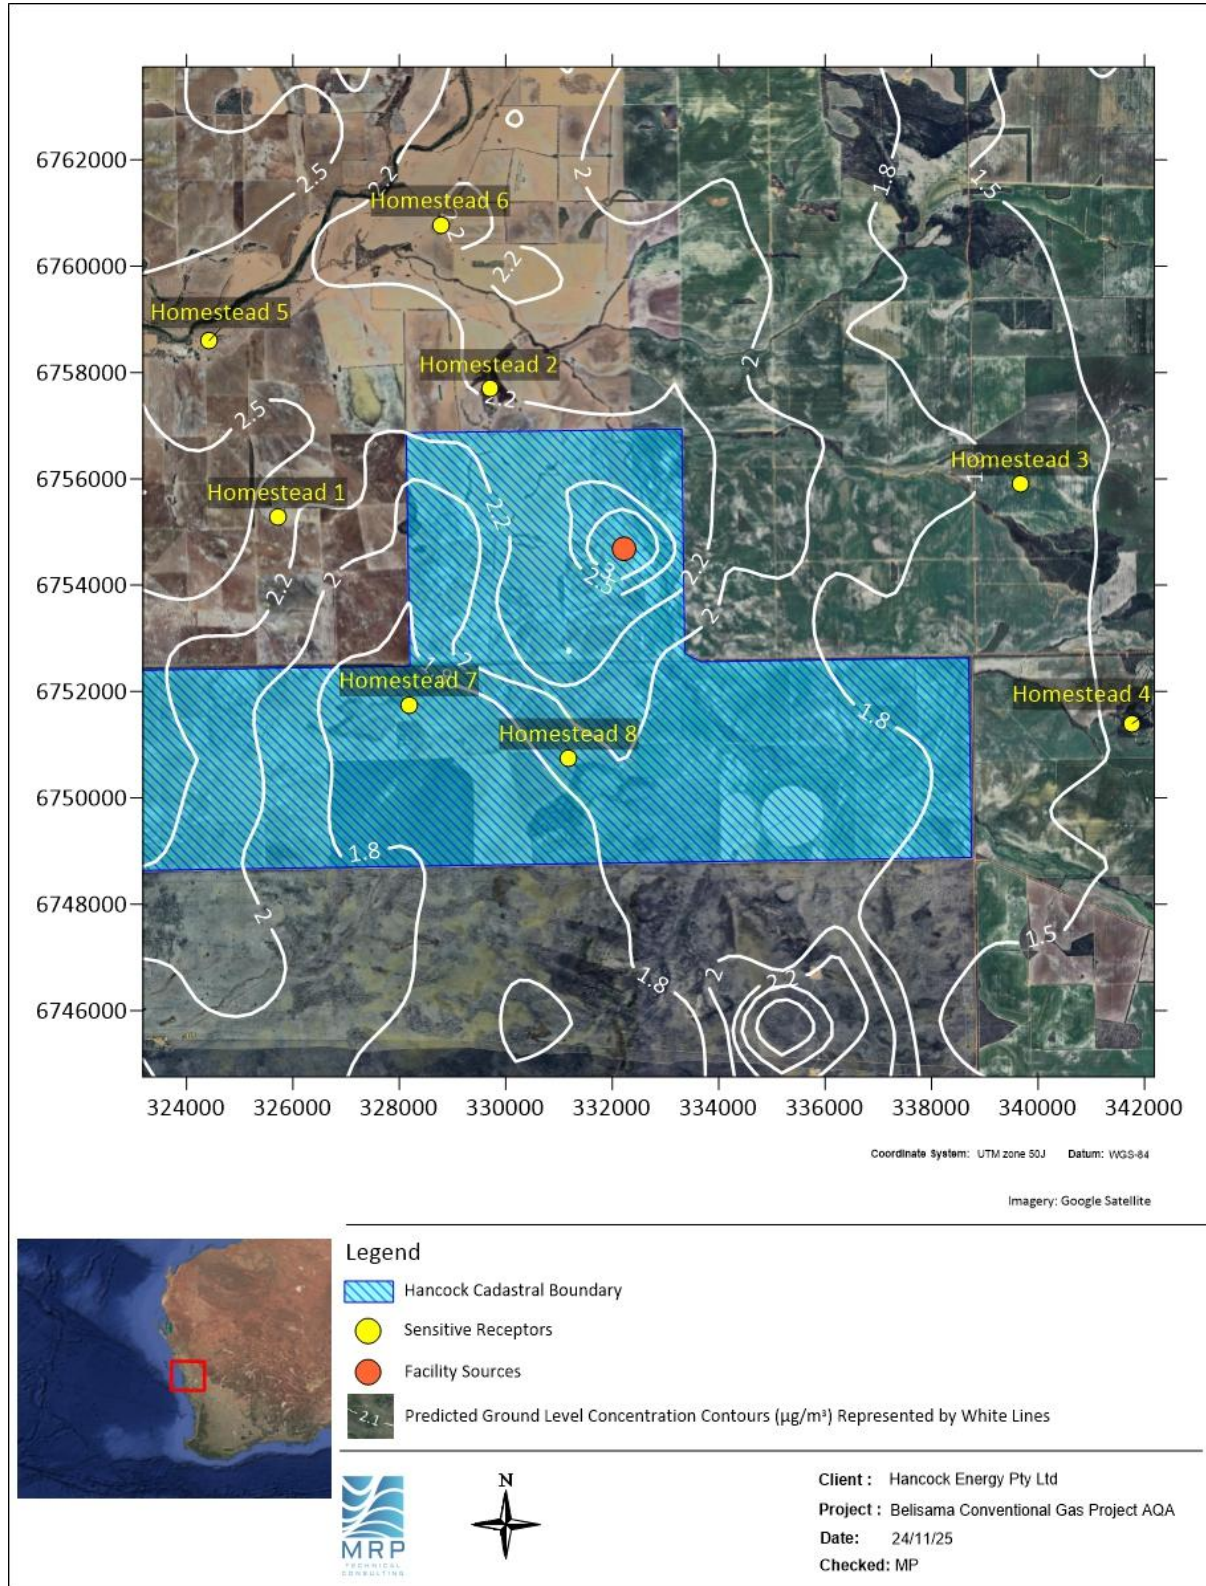 2.5
2.2
2
1.8
1.5
Homestead 6
2.2
2.2
6762000
6760000
Homestead 5
6758000
Homestead 2
2.2
2
2.5
6756000
Homestead 3
Homestead 1
2.2
6754000
2.2
2
2.5
2.2
2
2
6752000
Homestead 7
Homestead 4
Homestead 8
1.8
6750000
1.8
6748000
2
1.5
6746000
1.8
2
2.2
324000 326000 328000 330000 332000 334000 336000 338000 340000 342000
Coordinate System: UTM zone 50J Datum: WGS-84
Imagery: Google Satellite
Legend
Hancock Cadastral Boundary
Sensitive Receptors
Facility Sources
2.1
Predicted Ground Level Concentration Contours (µg/m³) Represented by White Lines
MRP
TECHNICAL
CONSULTING
N
Client : Hancock Energy Pty Ltd
Project : Belisama Conventional Gas Project AQA
Date: 24/11/25
Checked: MP